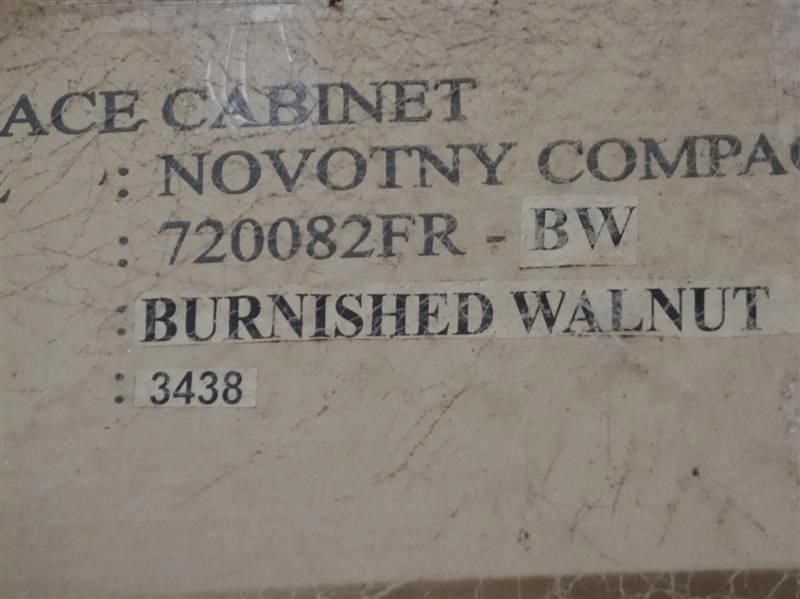 ACE CABINET
: NOVOTNY COMPAC
: 720082FR - BW
: BURNISHED WALNUT
: 3438